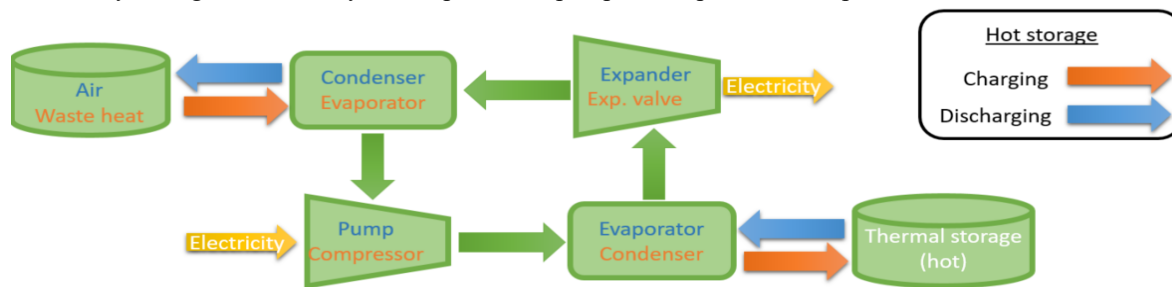 Air
Waste heat
Condenser
Evaporator
Expander
Exp. valve
Electricity
Hot storage
Charging
Discharging
Electricity
Pump
Compressor
Evaporator
Condenser
Thermal storage
(hot)